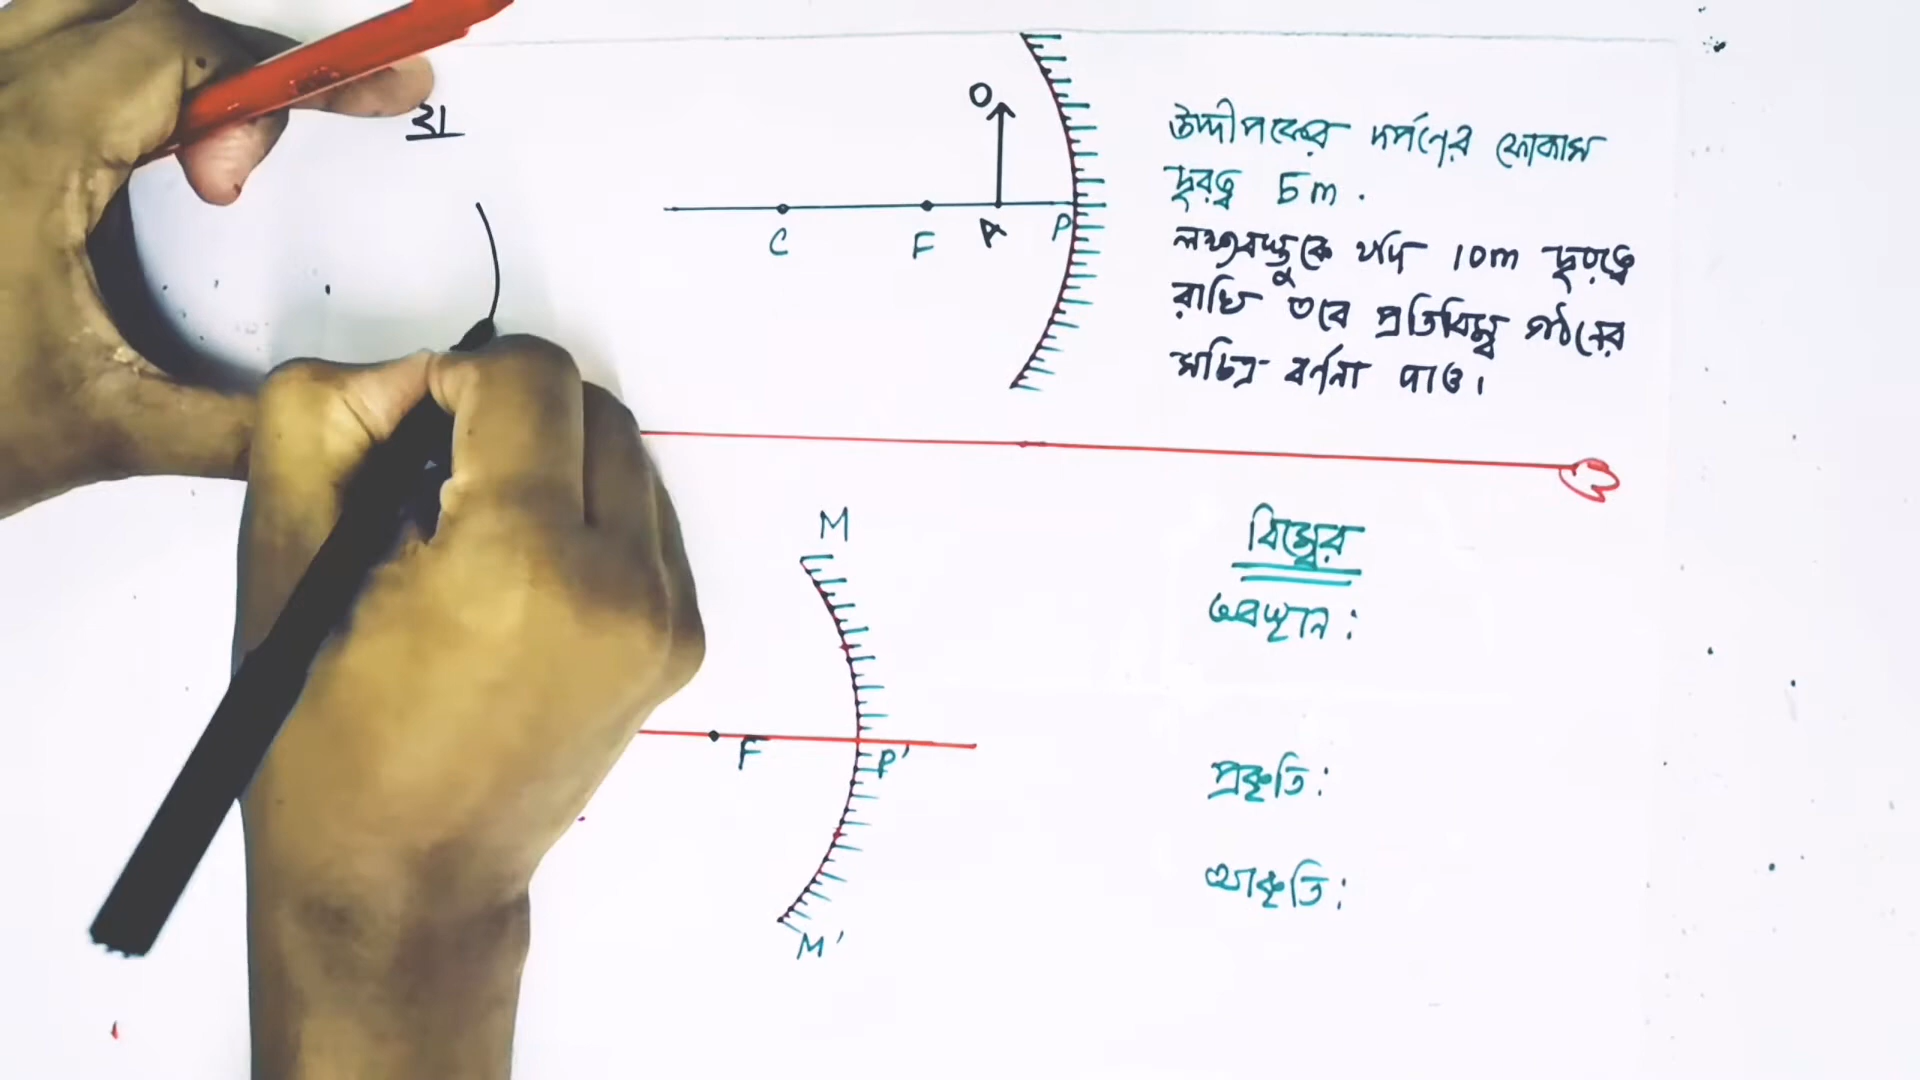 ২।
O
C F A P
উদ্দীপকের দর্পণের ফোকাস
দূরত্ব 5m.
লক্ষ্যবস্তুকে যদি 10m দূরত্বে
রাখি তবে প্রতিবিম্ব গঠনের
সচিত্র বর্ণনা দাও।
M
F P'
M'
বিম্বের
অবস্থান:
প্রকৃতি:
আকৃতি: